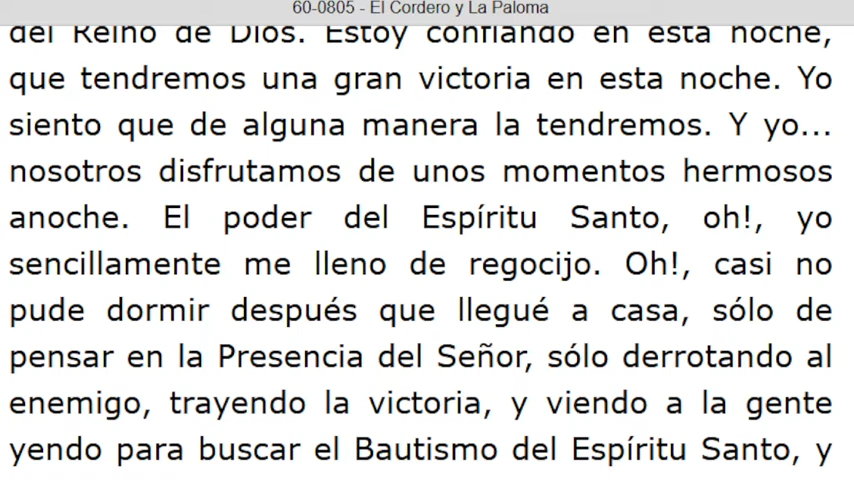 60-0805 - El Cordero y La Paloma
del Reino de Dios. Estoy confiando en esta noche,
que tendremos una gran victoria en esta noche. Yo
siento que de alguna manera la tendremos. Y yo...
nosotros disfrutamos de unos momentos hermosos
anoche. El poder del Espíritu Santo, oh!, yo
sencillamente me lleno de regocijo. Oh!, casi no
pude dormir después que llegué a casa, sólo de
pensar en la Presencia del Señor, sólo derrotando al
enemigo, trayendo la victoria, y viendo a la gente
yendo para buscar el Bautismo del Espíritu Santo, y